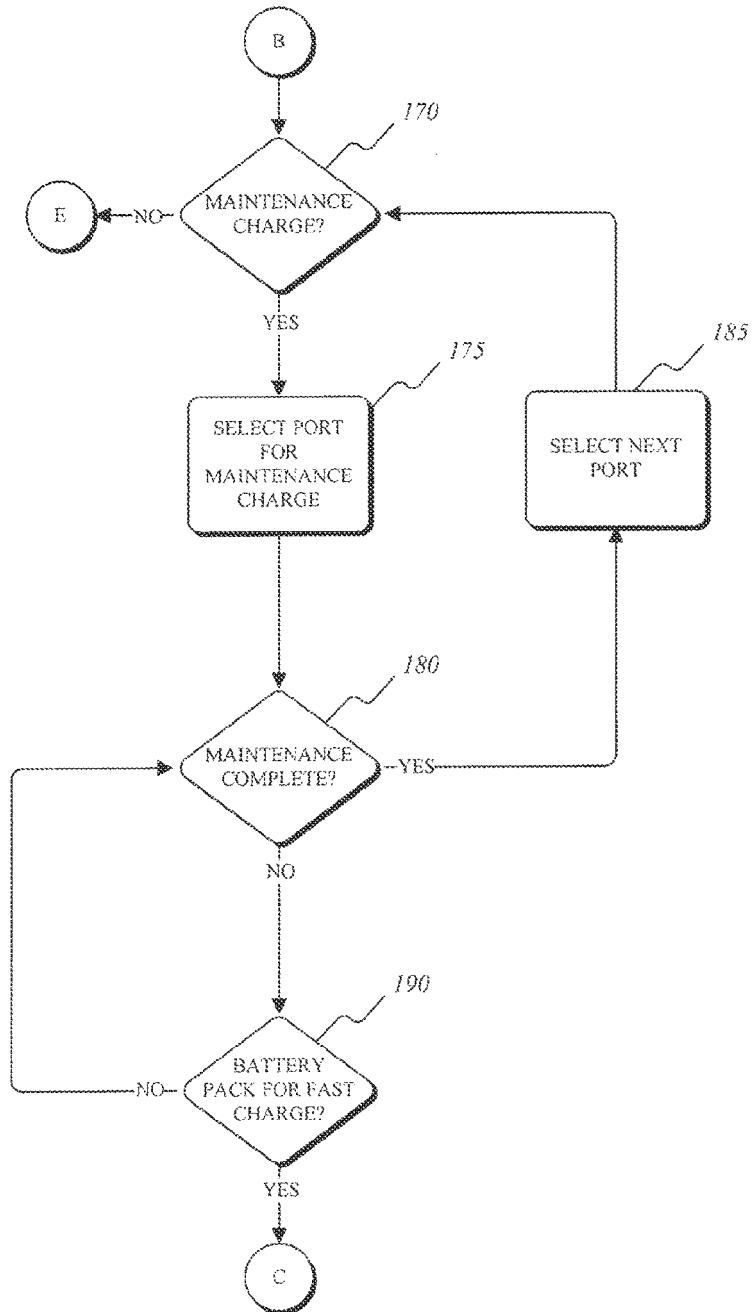 B
170
MAINTENANCE
CHARGE?
E
NO
YES
185
175
SELECT PORT
FOR
MAINTENANCE
CHARGE
SELECT NEXT
PORT
180
MAINTENANCE
COMPLETE?
YES
NO
190
BATTERY
PACK FOR FAST
CHARGE?
NO
YES
C